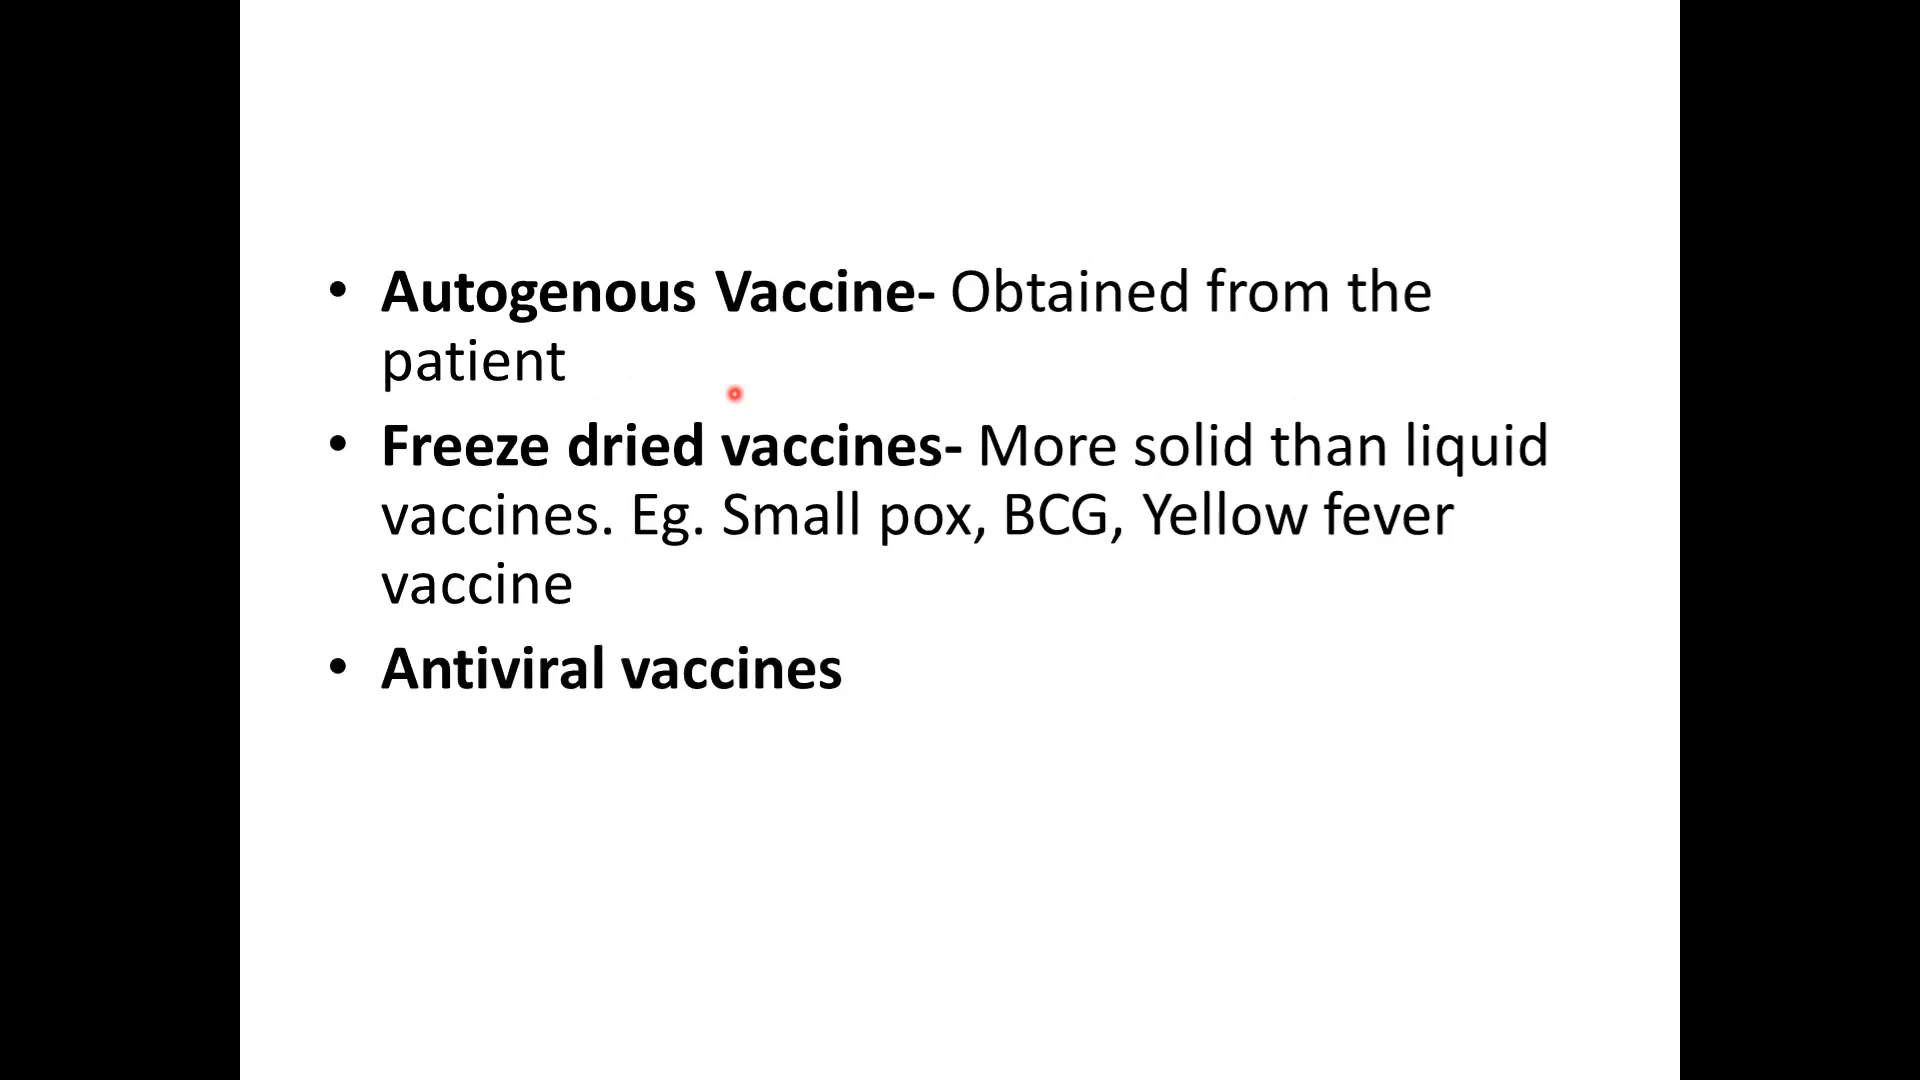 • Autogenous Vaccine- Obtained from the
patient
• Freeze dried vaccines- More solid than liquid
vaccines. Eg. Small pox, BCG, Yellow fever
vaccine
• Antiviral vaccines